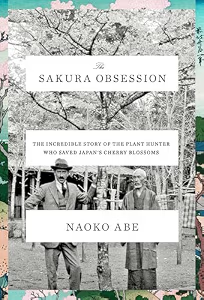 The
SAKURA OBSESSION
THE INCREDIBLE STORY OF THE PLANT HUNTER
WHO SAVED JAPAN'S CHERRY BLOSSOMS
NAOKO ABE